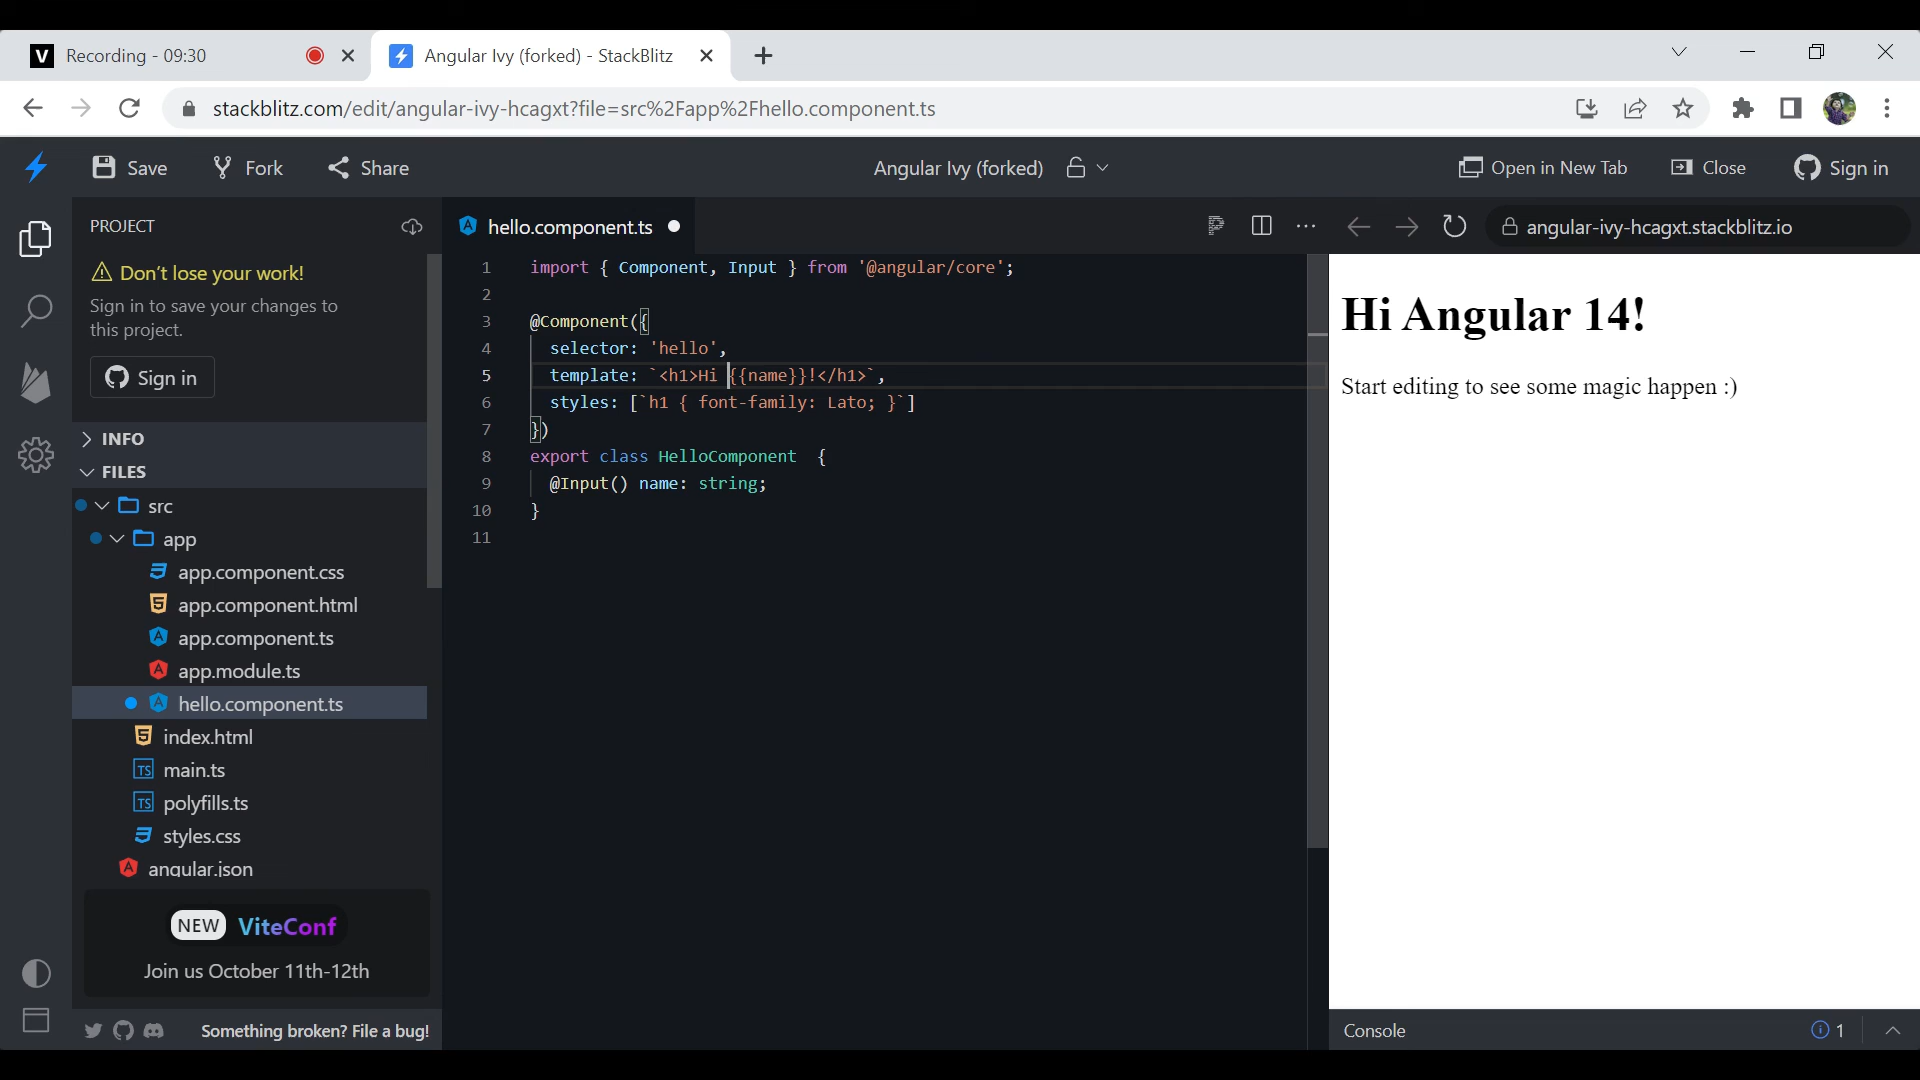 Recording - 09:30
Angular Ivy (forked) - StackBlitz
stackblitz.com/edit/angular-ivy-hcagxt?file=src%2Fapp%2Fhello.component.ts
Save Fork Share Angular Ivy (forked) Open in New Tab Close Sign in
PROJECT
Don't lose your work!
Sign in to save your changes to
this project.
Sign in
INFO
FILES
src
app
app.component.css
app.component.html
app.component.ts
app.module.ts
hello.component.ts
index.html
main.ts
polyfills.ts
styles.css
angular.json
NEW ViteConf
Join us October 11th-12th
Something broken? File a bug!
hello.component.ts
1 import { Component, Input } from '@angular/core';
2
3 @Component({
4 selector: 'hello',
5 template: `<h1>Hi {{name}}!</h1>`,
6 styles: [`h1 { font-family: Lato; }`]
7 })
8 export class HelloComponent  {
9 @Input() name: string;
10 }
11
angular-ivy-hcagxt.stackblitz.io
Hi Angular 14!
Start editing to see some magic happen :)
Console 1